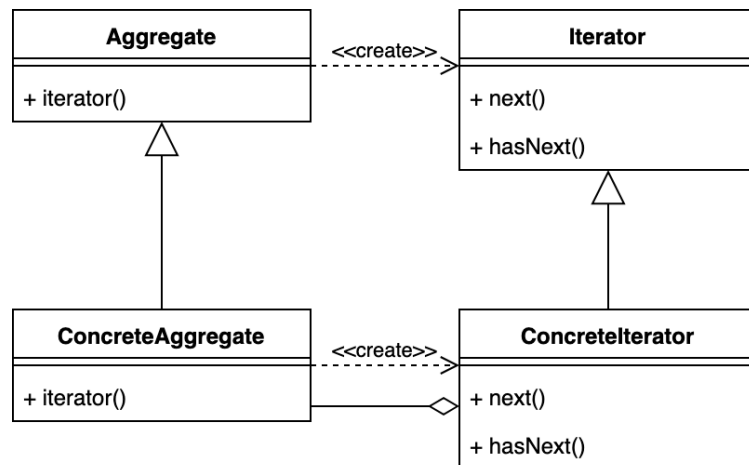 Aggregate
+ iterator()
<<create>>
Iterator
+ next()
+ hasNext()
ConcreteAggregate
+ iterator()
<<create>>
ConcreteIterator
+ next()
+ hasNext()